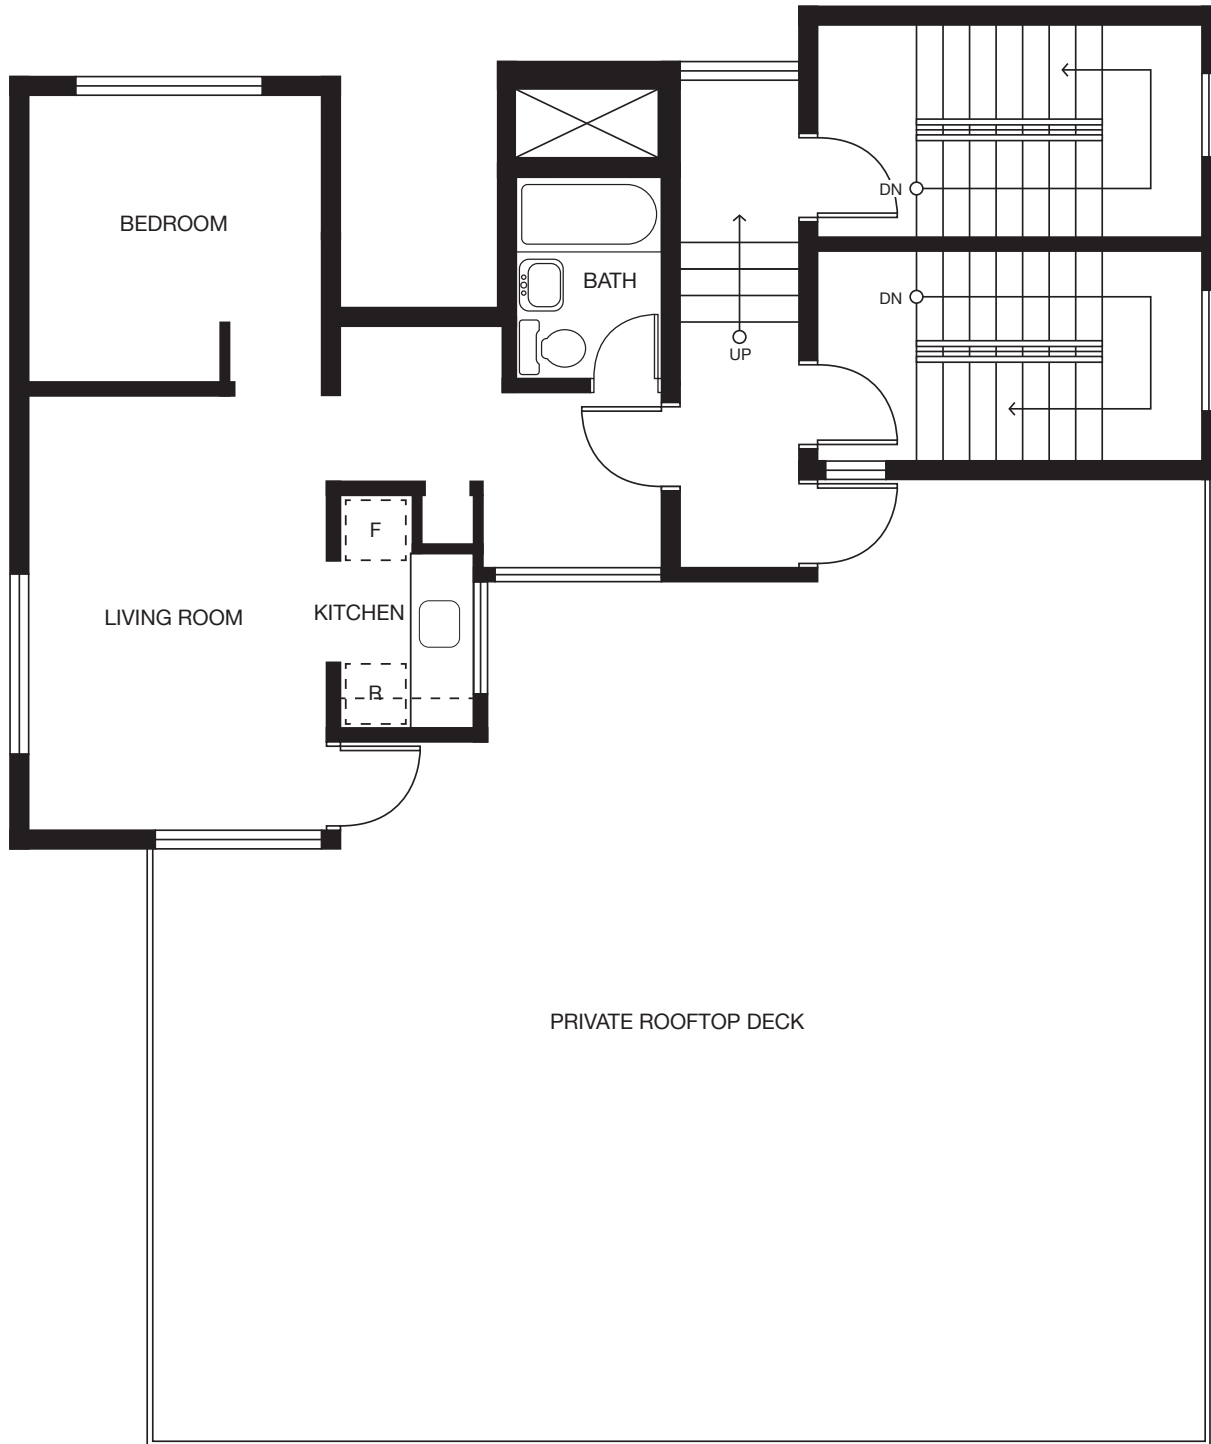 DN
BEDROOM
BATH
DN
UP
F
KITCHEN
LIVING ROOM
R
PRIVATE ROOFTOP DECK